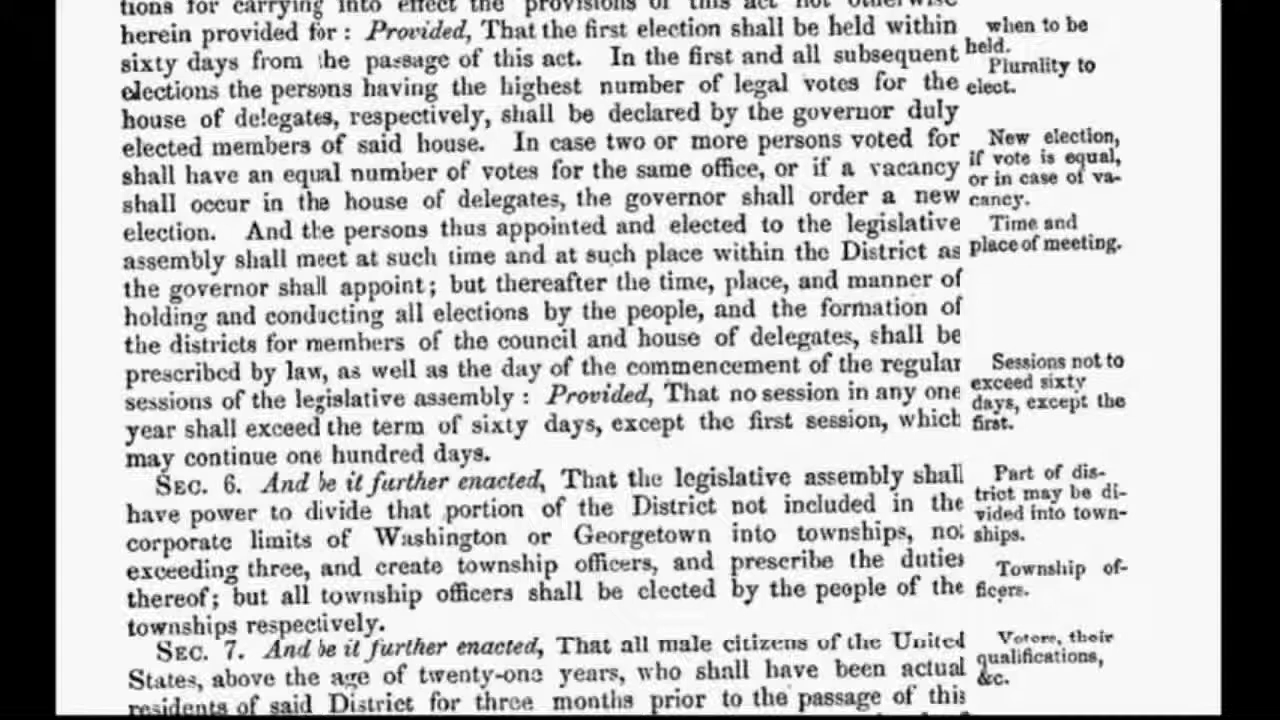 tions for carrying into effect the provisions of this act not otherwise
herein provided for: Provided, That the first election shall be held within
sixty days from the passage of this act. In the first and all subsequent
elections the persons having the highest number of legal votes for the
house of delegates, respectively, shall be declared by the governor duly
elected members of said house. In case two or more persons voted for
shall have an equal number of votes for the same office, or if a vacancy
shall occur in the house of delegates, the governor shall order a new
election. And the persons thus appointed and elected to the legislative
assembly shall meet at such time and at such place within the District as
the governor shall appoint; but thereafter the time, place, and manner of
holding and conducting all elections by the people, and the formation of
the districts for members of the council and house of delegates, shall be
prescribed by law, as well as the day of the commencement of the regular
sessions of the legislative assembly: Provided, That no session in any one
year shall exceed the term of sixty days, except the first session, which
may continue one hundred days.
SEC. 6. And be it further enacted, That the legislative assembly shall
have power to divide that portion of the District not included in the
corporate limits of Washington or Georgetown into townships, not
exceeding three, and create township officers, and prescribe the duties
thereof; but all township officers shall be elected by the people of the
townships respectively.
SEC. 7. And be it further enacted, That all male citizens of the United
States, above the age of twenty-one years, who shall have been actual
residents of said District for three months prior to the passage of this
when to be
held.
Plurality to
elect.
New election,
if vote is equal,
or in case of va-
cancy.
Time and
place of meeting.
Sessions not to
exceed sixty
days, except the
first.
Part of dis-
trict may be di-
vided into town-
ships.
Township of-
ficers.
Voters, their
qualifications,
&c.